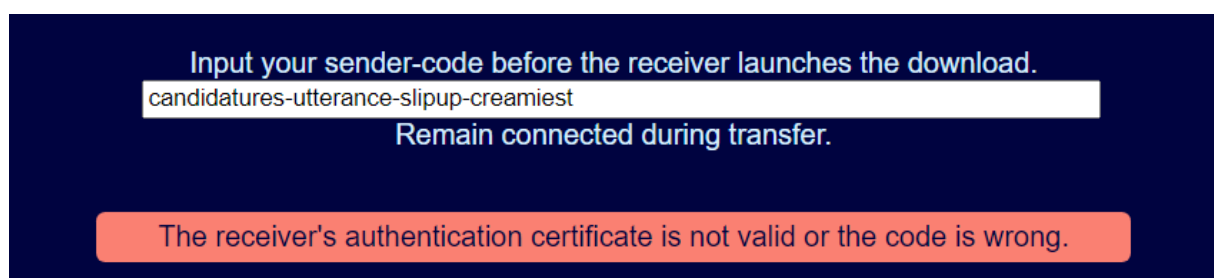 Input your sender-code before the receiver launches the download.
candidatures-utterance-slipup-creamiest
Remain connected during transfer.
The receiver's authentication certificate is not valid or the code is wrong.